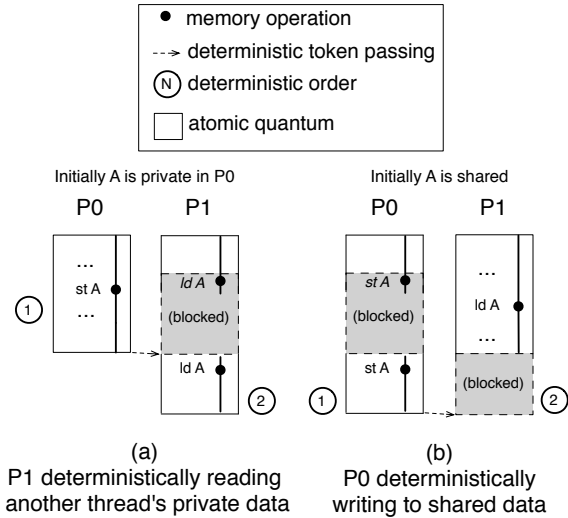 memory operation
deterministic token passing
N deterministic order
atomic quantum
Initially A is private in P0
P0 P1
...
st A
...
1
ld A
(blocked)
ld A
2
(a)
P1 deterministically reading
another thread's private data
Initially A is shared
P0 P1
st A
(blocked)
st A
1
...
ld A
...
(blocked)
2
(b)
P0 deterministically
writing to shared data